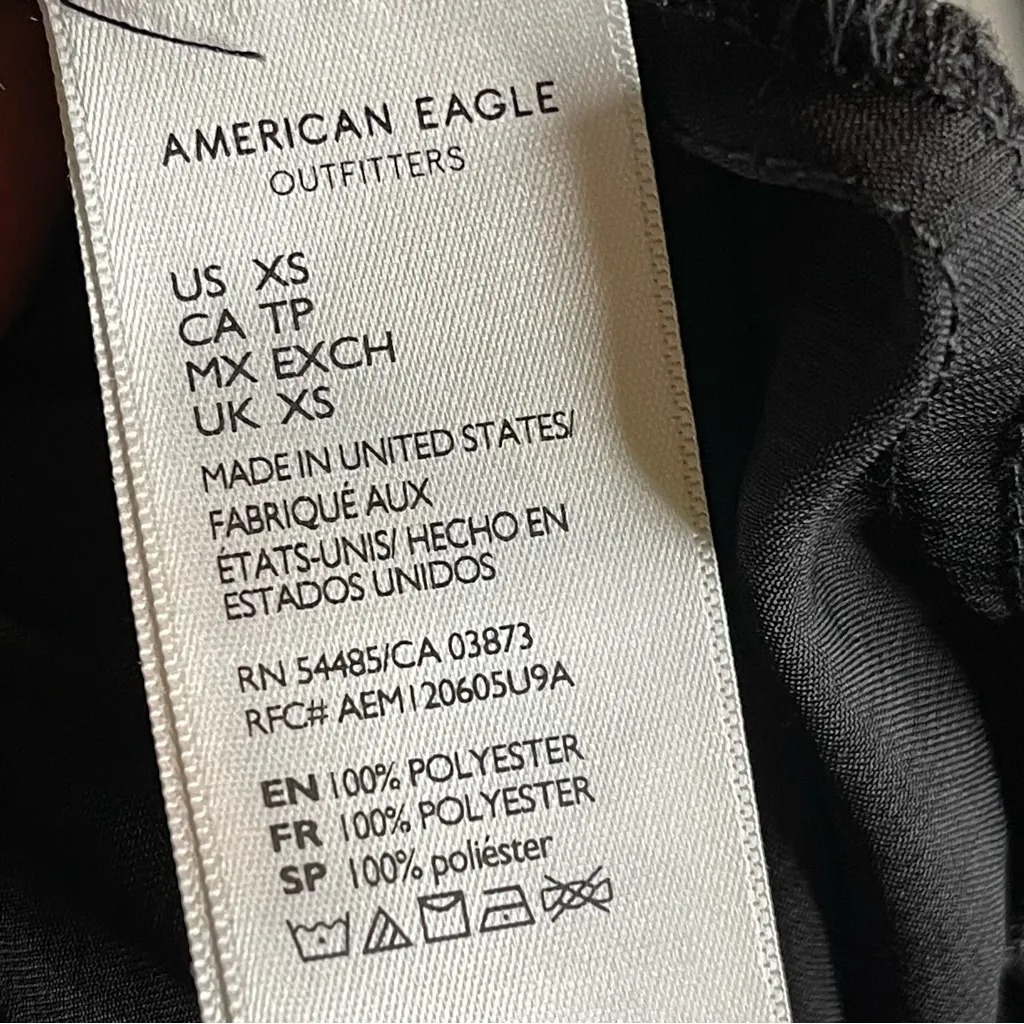 AMERICAN EAGLE
OUTFITTERS
US XS
CA TP
MX EXCH
UK XS
MADE IN UNITED STATES/
FABRIQUÉ AUX
ÉTATS-UNIS/ HECHO EN
ESTADOS UNIDOS
RN 54485/CA 03873
RFC# AEM120605U9A
EN 100% POLYESTER
FR 100% POLYESTER
SP 100% poliéster